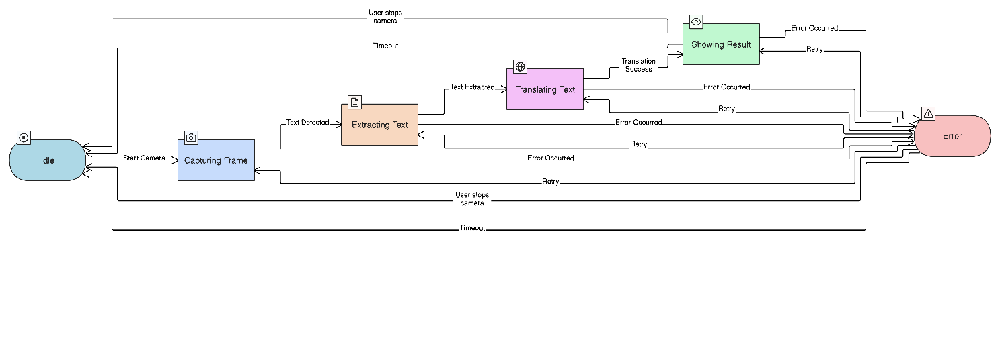 User stops
camera
Error Occurred
Showing Result
Timeout
Retry
Translation
Success
Text Extracted
Translating Text
Error Occurred
Retry
Text Detected
Extracting Text
Error Occurred
Error
Retry
Idle
Start Camera
Capturing Frame
Error Occurred
Retry
User stops
camera
Timeout